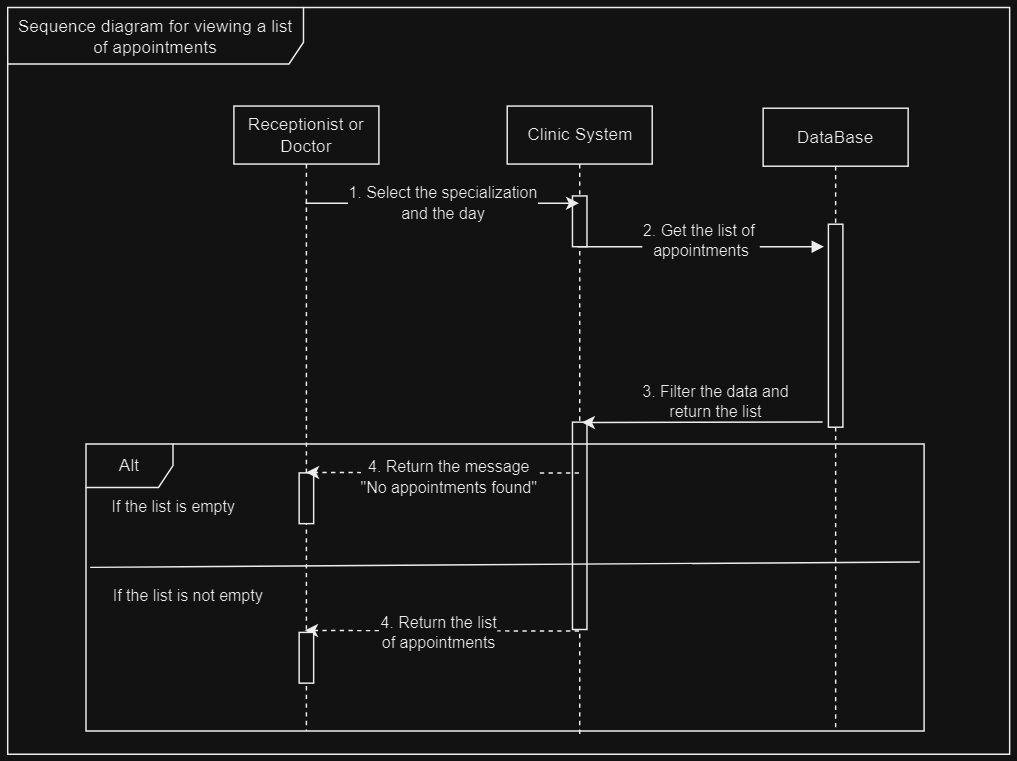 Sequence diagram for viewing a list
of appointments
Receptionist or
Doctor
Clinic System
DataBase
1. Select the specialization
and the day
2. Get the list of
appointments
3. Filter the data and
return the list
Alt
4. Return the message
"No appointments found"
If the list is empty
If the list is not empty
4. Return the list
of appointments